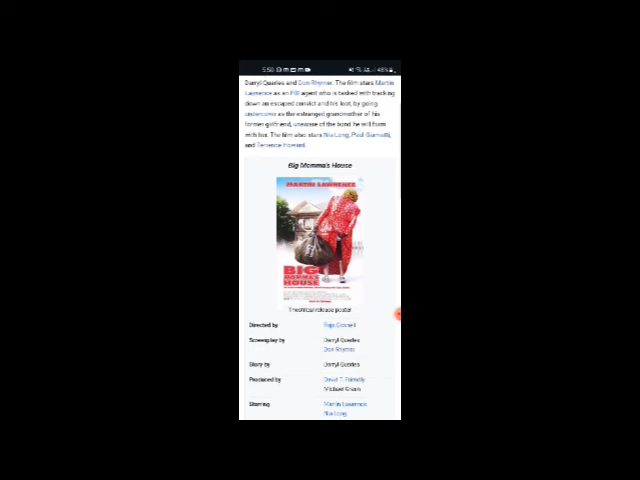 5:50
48%
Darryl Quarles and Don Rhymer. The film stars Martin
Lawrence as an FBI agent who is tasked with tracking
down an escaped convict and his loot, by going
undercover as the estranged grandmother of his
former girlfriend, unaware of the bond he will form
with her. The film also stars Nia Long, Paul Giamatti,
and Terrence Howard.
Big Momma's House
MARTIN LAWRENCE
BIG
MOMMA'S
HOUSE
Theatrical release poster
Directed by Raja Gosnell
Screenplay by Darryl Quarles
Don Rhymer
Story by Darryl Quarles
Produced by David T. Friendly
Michael Green
Starring Martin Lawrence
Nia Long